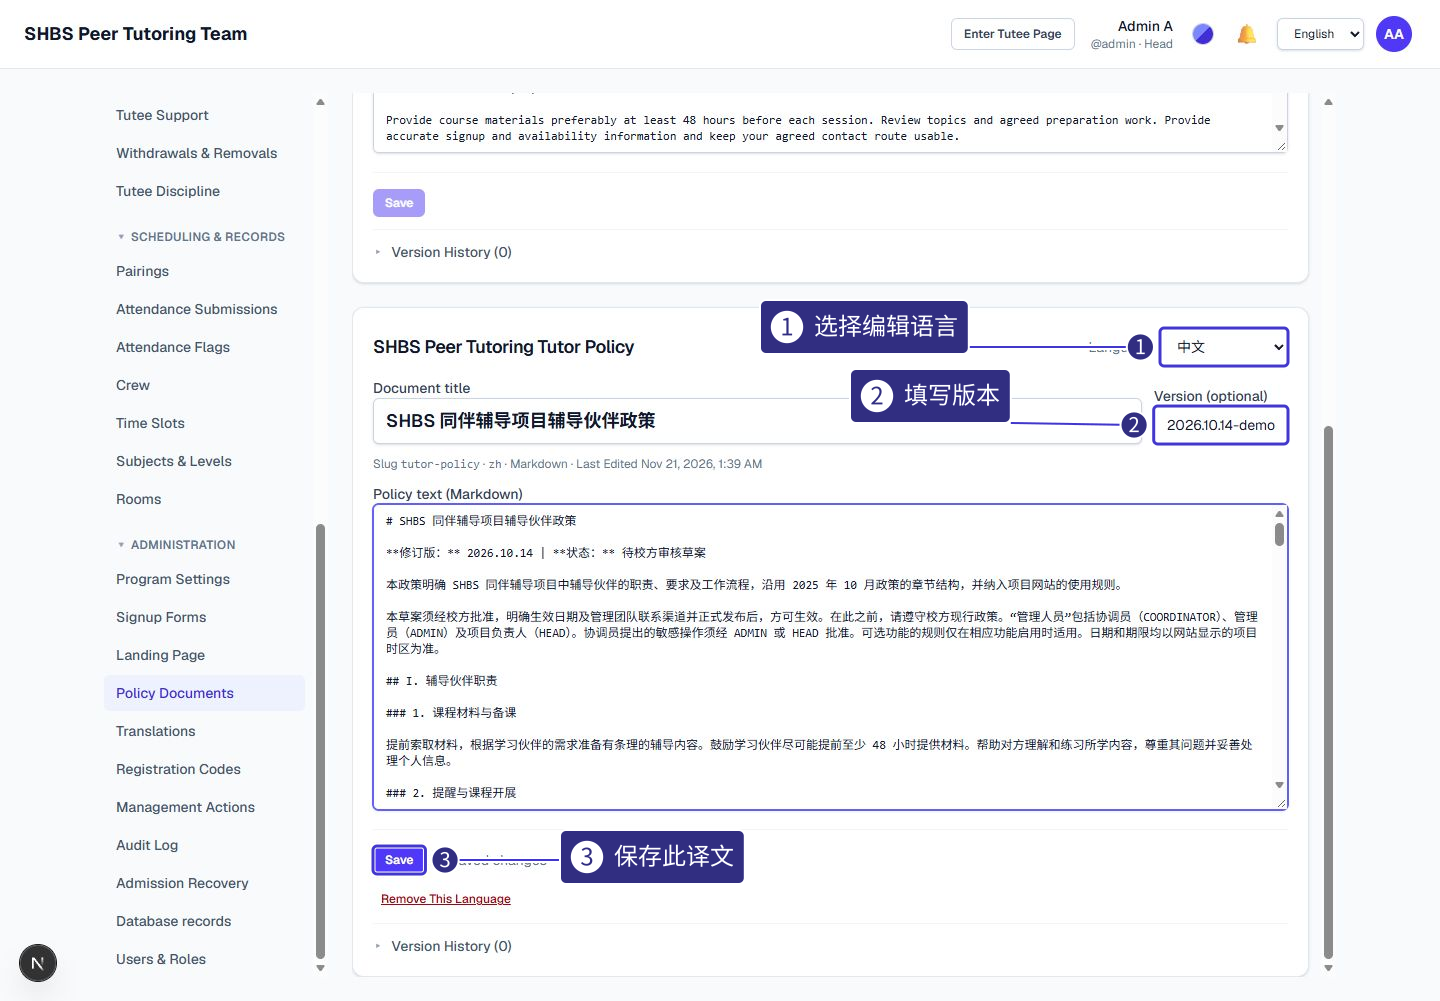 SHBS Peer Tutoring Team
Enter Tutee Page
Admin A
@admin · Head
English
AA
Tutee Support
Withdrawals & Removals
Tutee Discipline
SCHEDULING & RECORDS
Pairings
Attendance Submissions
Attendance Flags
Crew
Time Slots
Subjects & Levels
Rooms
ADMINISTRATION
Program Settings
Signup Forms
Landing Page
Policy Documents
Translations
Registration Codes
Management Actions
Audit Log
Admission Recovery
Database records
Users & Roles
N
Provide course materials preferably at least 48 hours before each session. Review topics and agreed preparation work. Provide
accurate signup and availability information and keep your agreed contact route usable.
Save
Version History (0)
SHBS Peer Tutoring Tutor Policy
1 选择编辑语言
1
中文
Document title
2 填写版本
Version (optional)
SHBS 同伴辅导项目辅导伙伴政策
2
2026.10.14-demo
Slug tutor-policy · zh · Markdown · Last Edited Nov 21, 2026, 1:39 AM
Policy text (Markdown)
# SHBS 同伴辅导项目辅导伙伴政策
**修订版：** 2026.10.14 | **状态：** 待校方审核草案
本政策明确 SHBS 同伴辅导项目中辅导伙伴的职责、要求及工作流程，沿用 2025 年 10 月政策的章节结构，并纳入项目网站的使用规则。
本草案须经校方批准，明确生效日期及管理团队联系渠道并正式发布后，方可生效。在此之前，请遵守校方现行政策。“管理人员”包括协调员（COORDINATOR）、管理
员（ADMIN）及项目负责人（HEAD）。协调员提出的敏感操作须经 ADMIN 或 HEAD 批准。可选功能的规则仅在相应功能启用时适用。日期和期限均以网站显示的项目
时区为准。
## I. 辅导伙伴职责
### 1. 课程材料与备课
提前索取材料，根据学习伙伴的需求准备有条理的辅导内容。鼓励学习伙伴尽可能提前至少 48 小时提供材料。帮助对方理解和练习所学内容，尊重其问题并妥善处
理个人信息。
### 2. 提醒与课程开展
Save
3
3 保存此译文
Remove This Language
Version History (0)